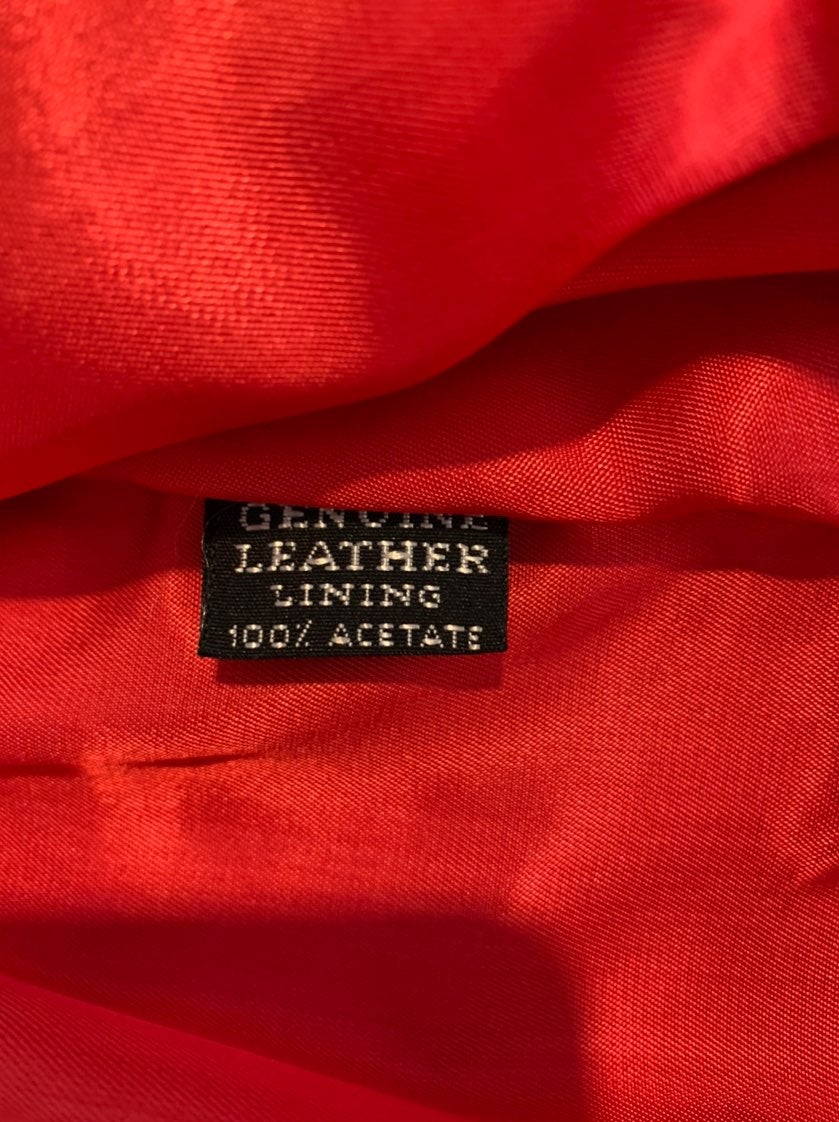 GENUINE
LEATHER
LINING
100% ACETATE